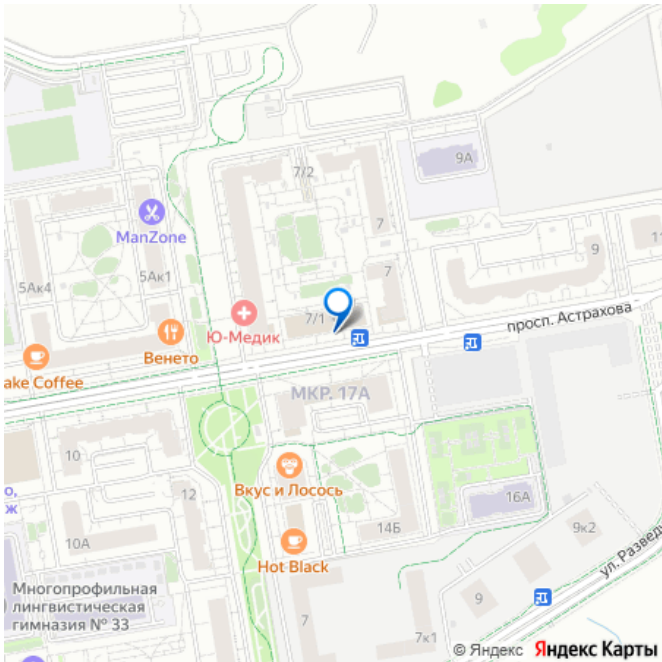 7/2
9А
ManZone
7
9
11
5Ак1
5Ак4
7
просп. Астрахова
7/1
Ю-Медик
Венето
ake Coffee
МКР. 17А
10
Вкус и Лосось
о,
ж
12
16А
14Б
9к2
10А
Hot Black
ул. Развед
Многопрофильная
лингвистическая
гимназия № 33
7
9
7к1
© Яндекс Яндекс Карты